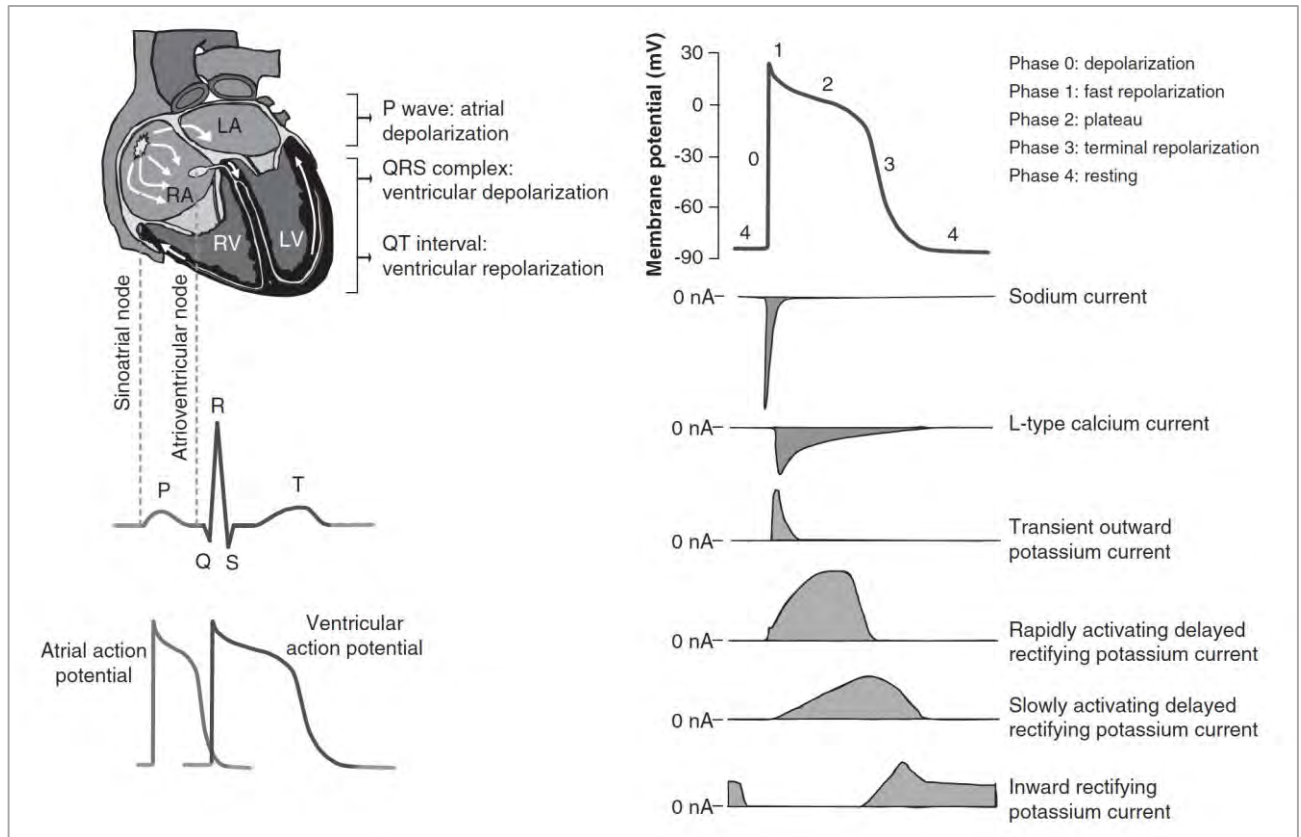 LA
RA
RV
LV
P wave: atrial
depolarization
QRS complex:
ventricular depolarization
QT interval:
ventricular repolarization
Sinoatrial node
Atrioventricular node
P
Q
R
S
T
Atrial action
potential
Ventricular
action potential
Membrane potential (mV)
30
0
-30
-60
-90
4
0
1
2
3
4
Phase 0: depolarization
Phase 1: fast repolarization
Phase 2: plateau
Phase 3: terminal repolarization
Phase 4: resting
0 nA
Sodium current
0 nA
L-type calcium current
0 nA
Transient outward
potassium current
0 nA
Rapidly activating delayed
rectifying potassium current
0 nA
Slowly activating delayed
rectifying potassium current
0 nA
Inward rectifying
potassium current